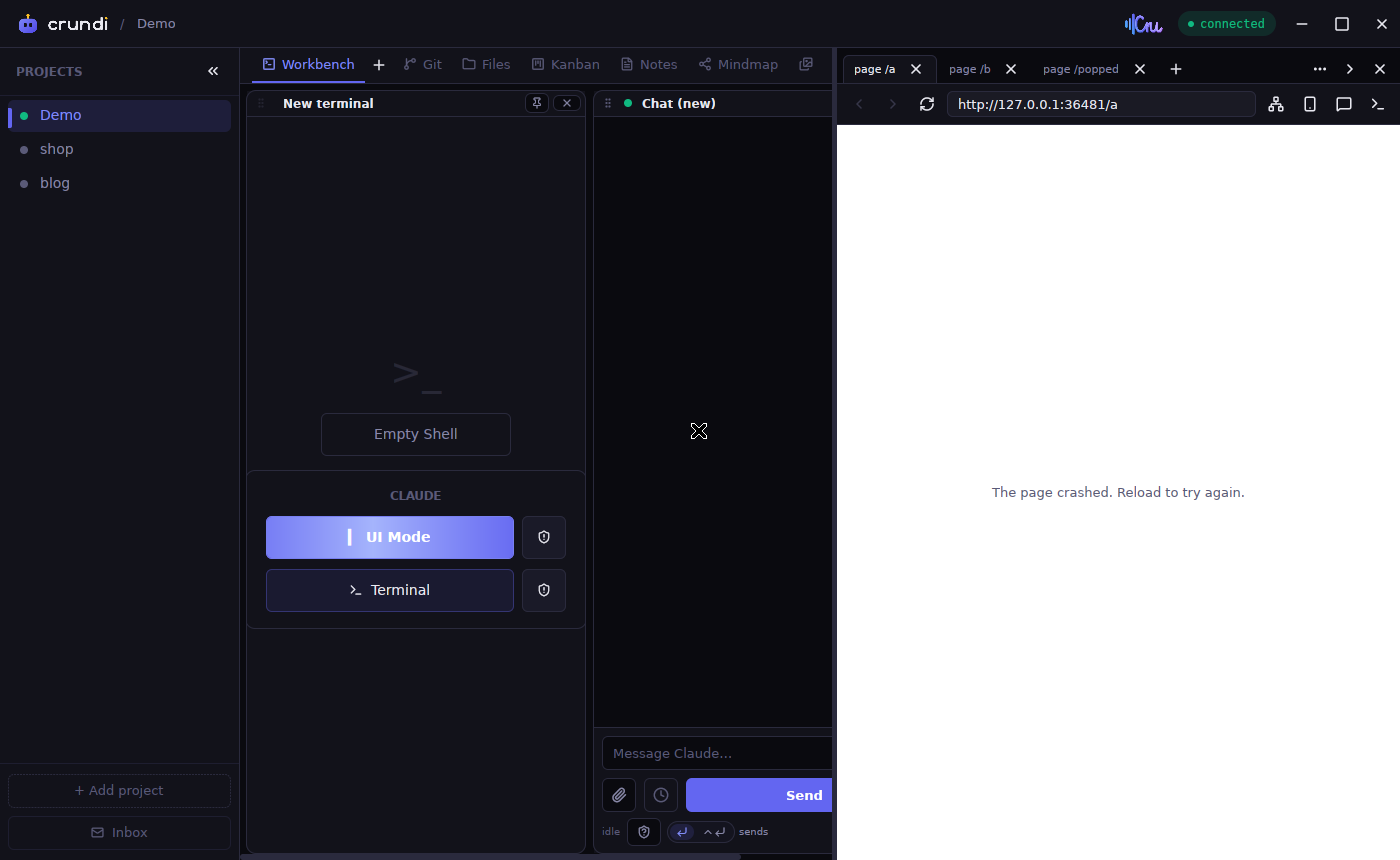 crundi / Demo
Cru
connected
PROJECTS
Demo
shop
blog
+ Add project
Inbox
Workbench
Git
Files
Kanban
Notes
Mindmap
New terminal
>_
Empty Shell
CLAUDE
UI Mode
Terminal
Chat (new)
Message Claude...
Send
idle
sends
page /a
page /b
page /popped
http://127.0.0.1:36481/a
The page crashed. Reload to try again.